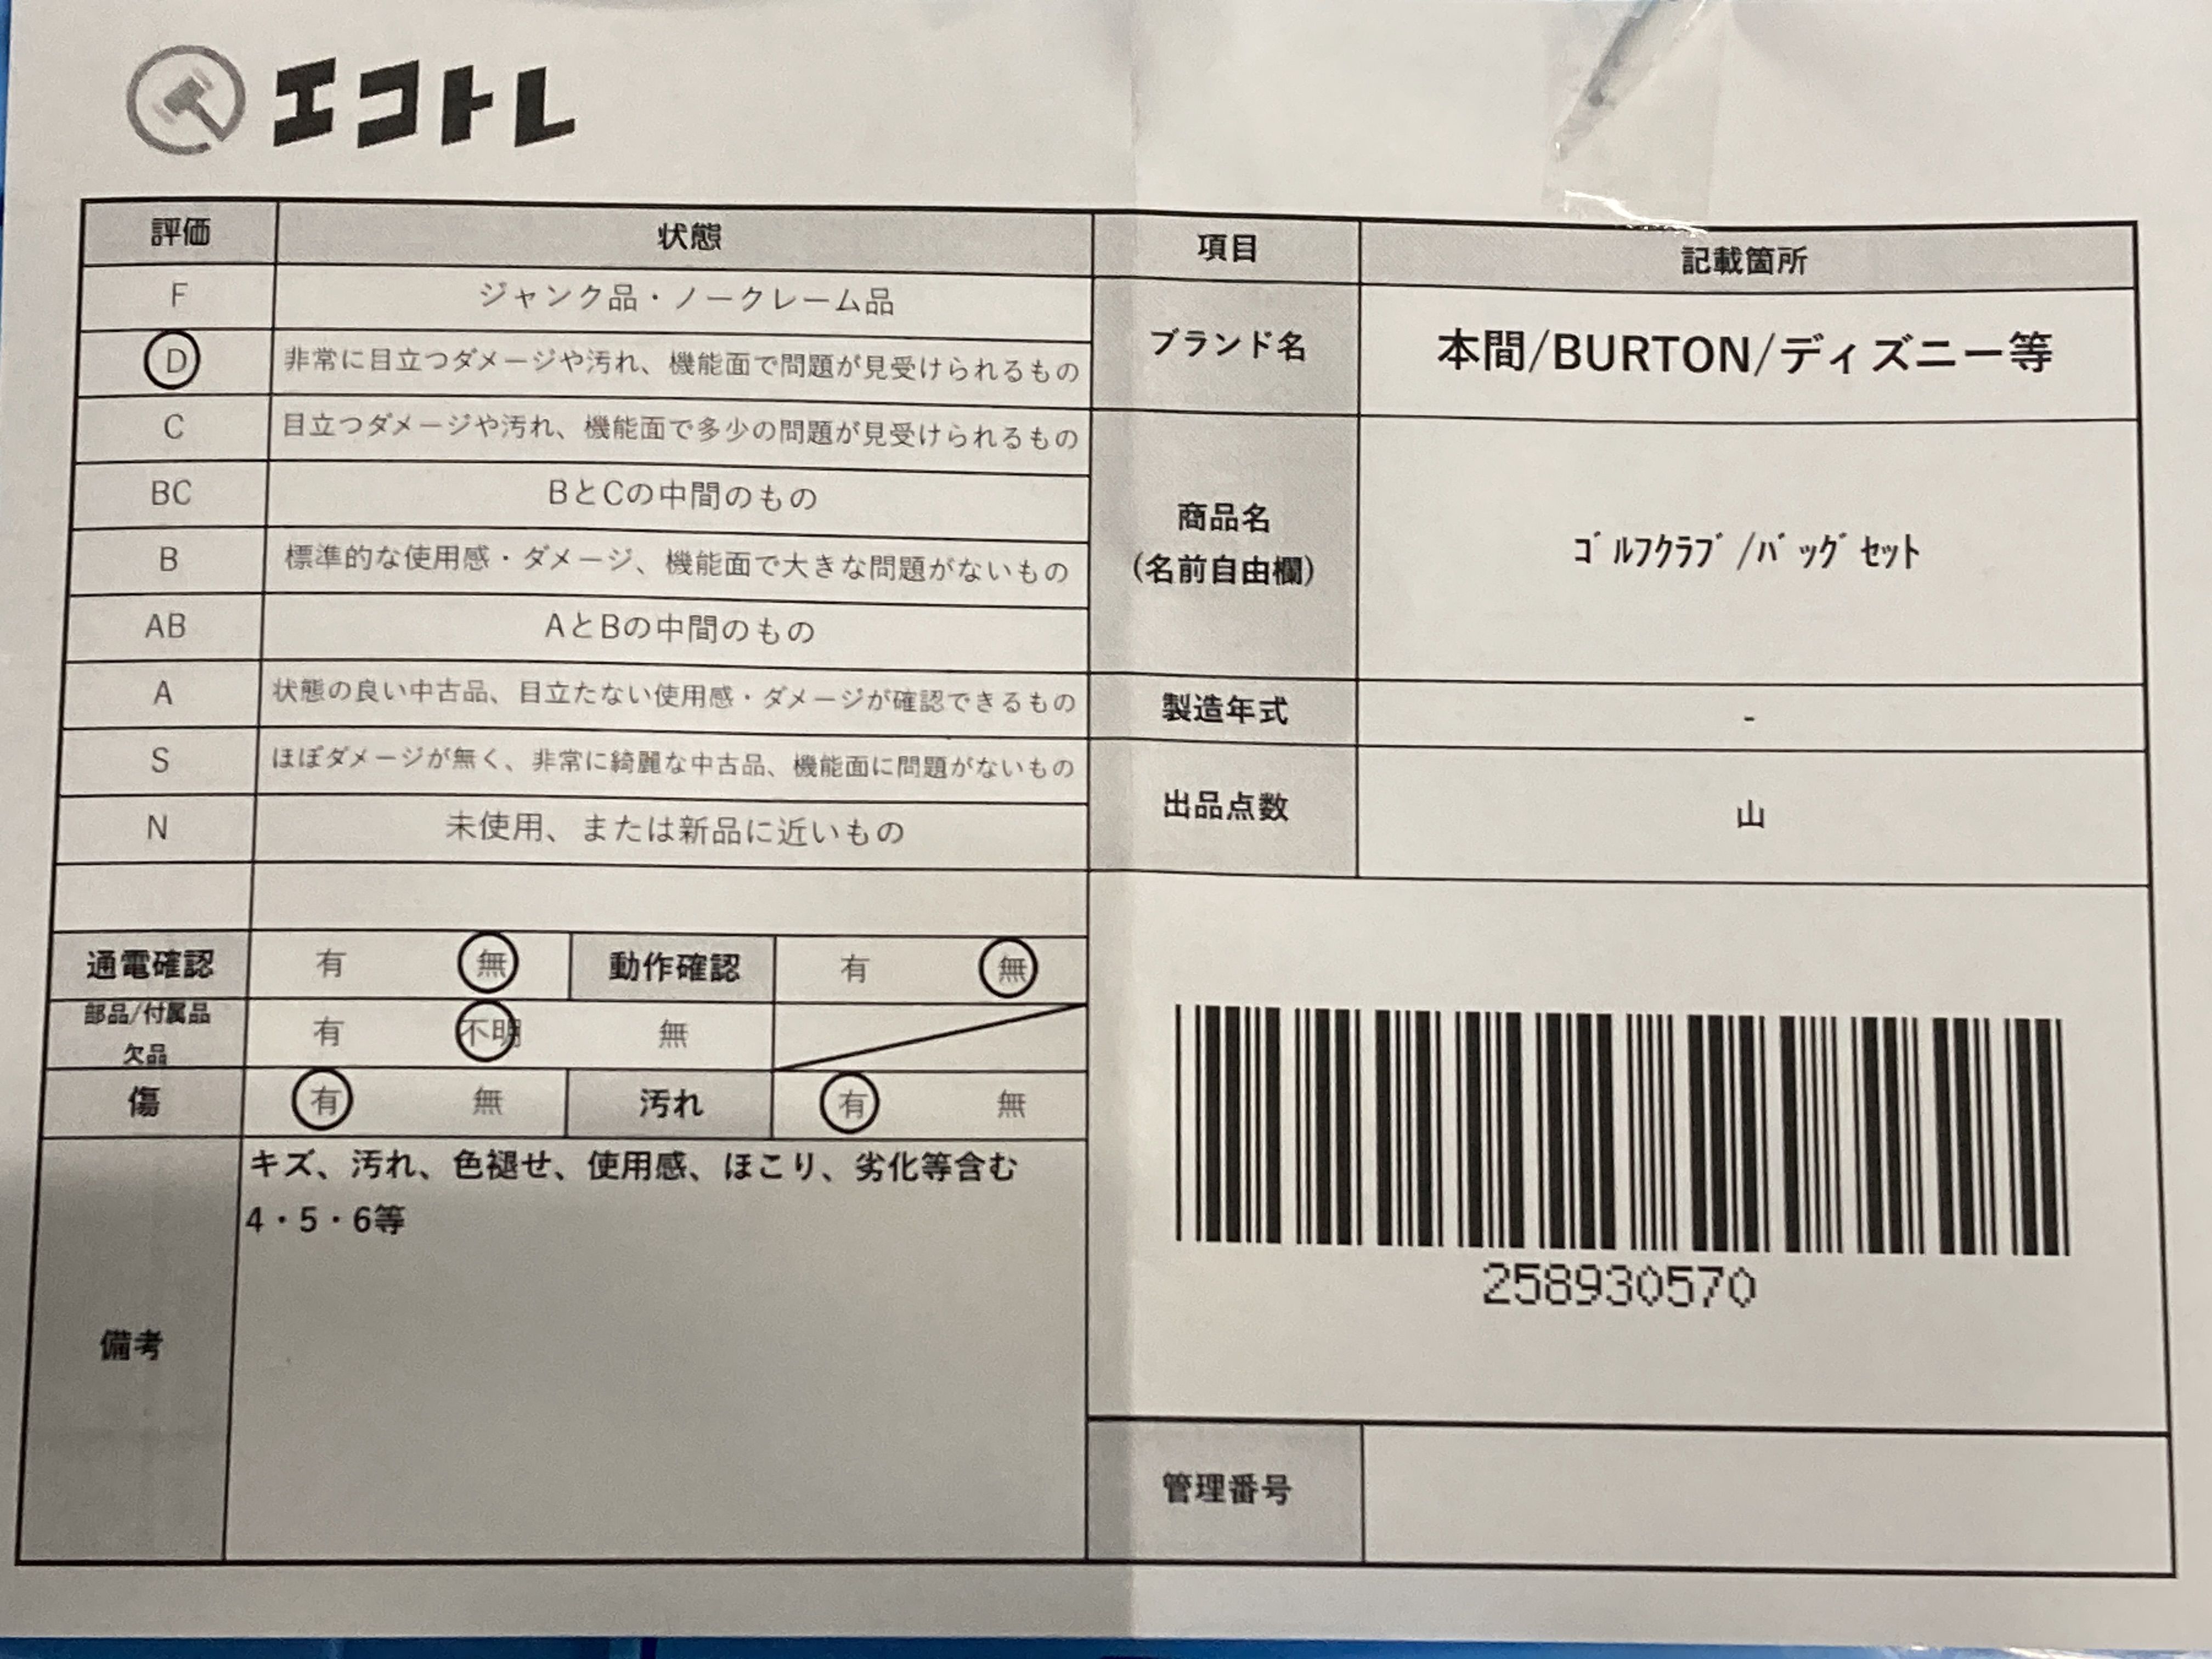 エコトレ
評価 状態 項目 記載箇所
F ジャンク品・ノークレーム品
D 非常に目立つダメージや汚れ、機能面で問題が見受けられるもの
ブランド名 本間/BURTON/ディズニー等
C 目立つダメージや汚れ、機能面で多少の問題が見受けられるもの
BC BとCの中間のもの
商品名
(名前自由欄)
ｺﾞﾙﾌｸﾗﾌﾞ/ﾊﾞｯｸﾞｾｯﾄ
B 標準的な使用感・ダメージ、機能面で大きな問題がないもの
AB AとBの中間のもの
A 状態の良い中古品、目立たない使用感・ダメージが確認できるもの
製造年式 -
S ほぼダメージが無く、非常に綺麗な中古品、機能面に問題がないもの
出品点数 山
N 未使用、または新品に近いもの
通電確認 有 無 動作確認 有 無
部品/付属品
欠品
有 不明 無
傷 有 無 汚れ 有 無
備考
キズ、汚れ、色褪せ、使用感、ほこり、劣化等含む
4・5・6等
258930570
管理番号